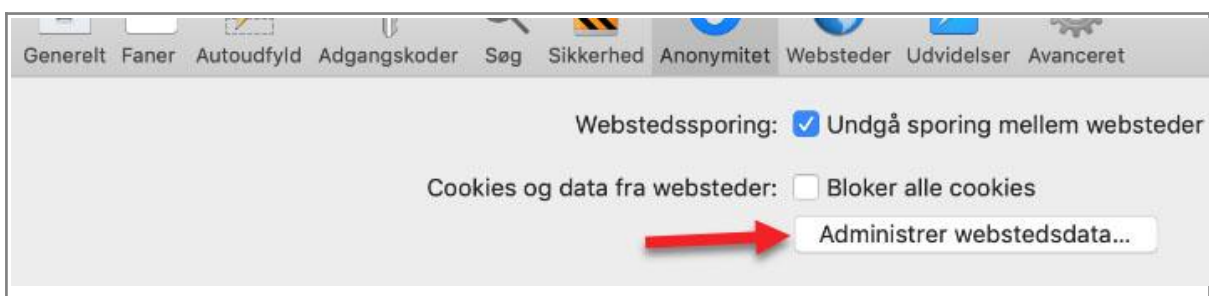 Generelt Faner Autoudfyld Adgangskoder Søg Sikkerhed Anonymitet Websteder Udvidelser Avanceret
Webstedssporing: Undgå sporing mellem websteder
Cookies og data fra websteder: Bloker alle cookies
Administrer webstedsdata...